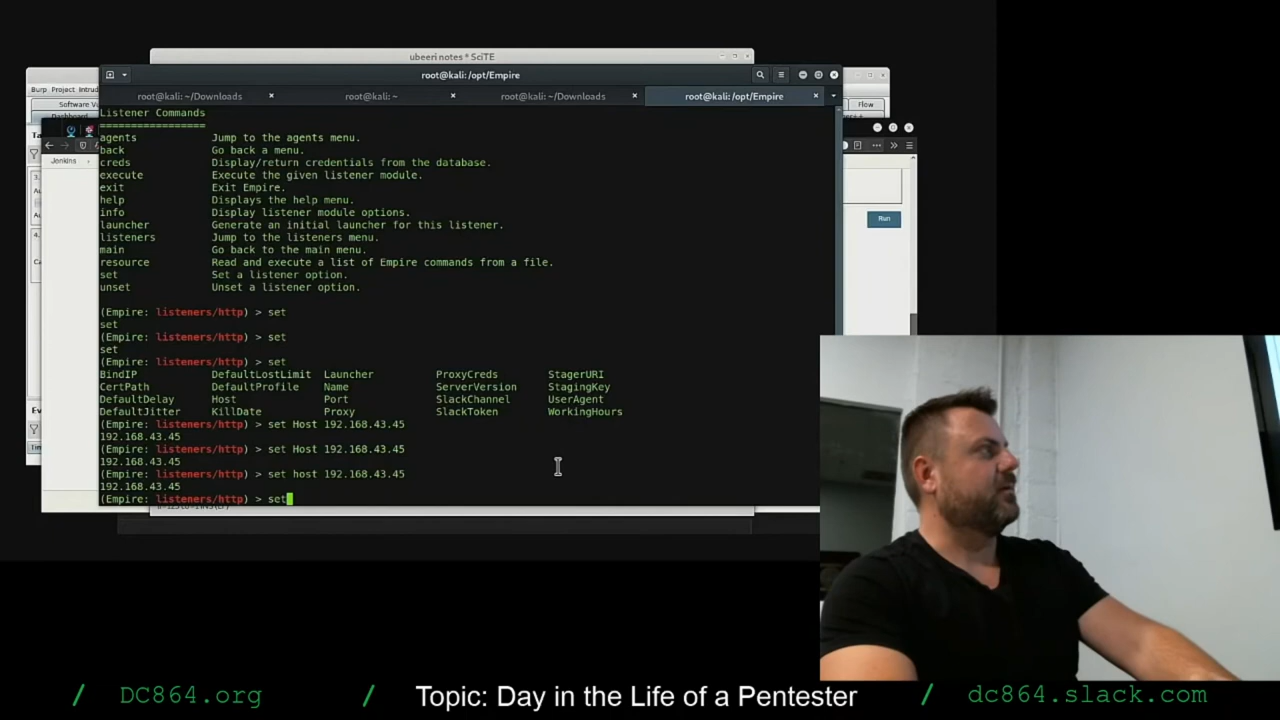 ubeeri notes * SciTE
root@kali: /opt/Empire
Burp Project Intrud
root@kali: ~/Downloads root@kali: ~ root@kali: ~/Downloads root@kali: /opt/Empire
Software Vu
Flow
Dashboard
Jenkins
Run
Listener Commands
=================
agents Jump to the agents menu.
back Go back a menu.
creds Display/return credentials from the database.
execute Execute the given listener module.
exit Exit Empire.
help Displays the help menu.
info Display listener module options.
launcher Generate an initial launcher for this listener.
listeners Jump to the listeners menu.
main Go back to the main menu.
resource Read and execute a list of Empire commands from a file.
set Set a listener option.
unset Unset a listener option.
(Empire: listeners/http) > set
set
(Empire: listeners/http) > set
set
(Empire: listeners/http) > set
BindIP DefaultLostLimit Launcher ProxyCreds StagerURI
CertPath DefaultProfile Name ServerVersion StagingKey
DefaultDelay Host Port SlackChannel UserAgent
DefaultJitter KillDate Proxy SlackToken WorkingHours
(Empire: listeners/http) > set Host 192.168.43.45
192.168.43.45
(Empire: listeners/http) > set Host 192.168.43.45
192.168.43.45
(Empire: listeners/http) > set host 192.168.43.45
192.168.43.45
(Empire: listeners/http) > set
/ DC864.org / Topic: Day in the Life of a Pentester / dc864.slack.com